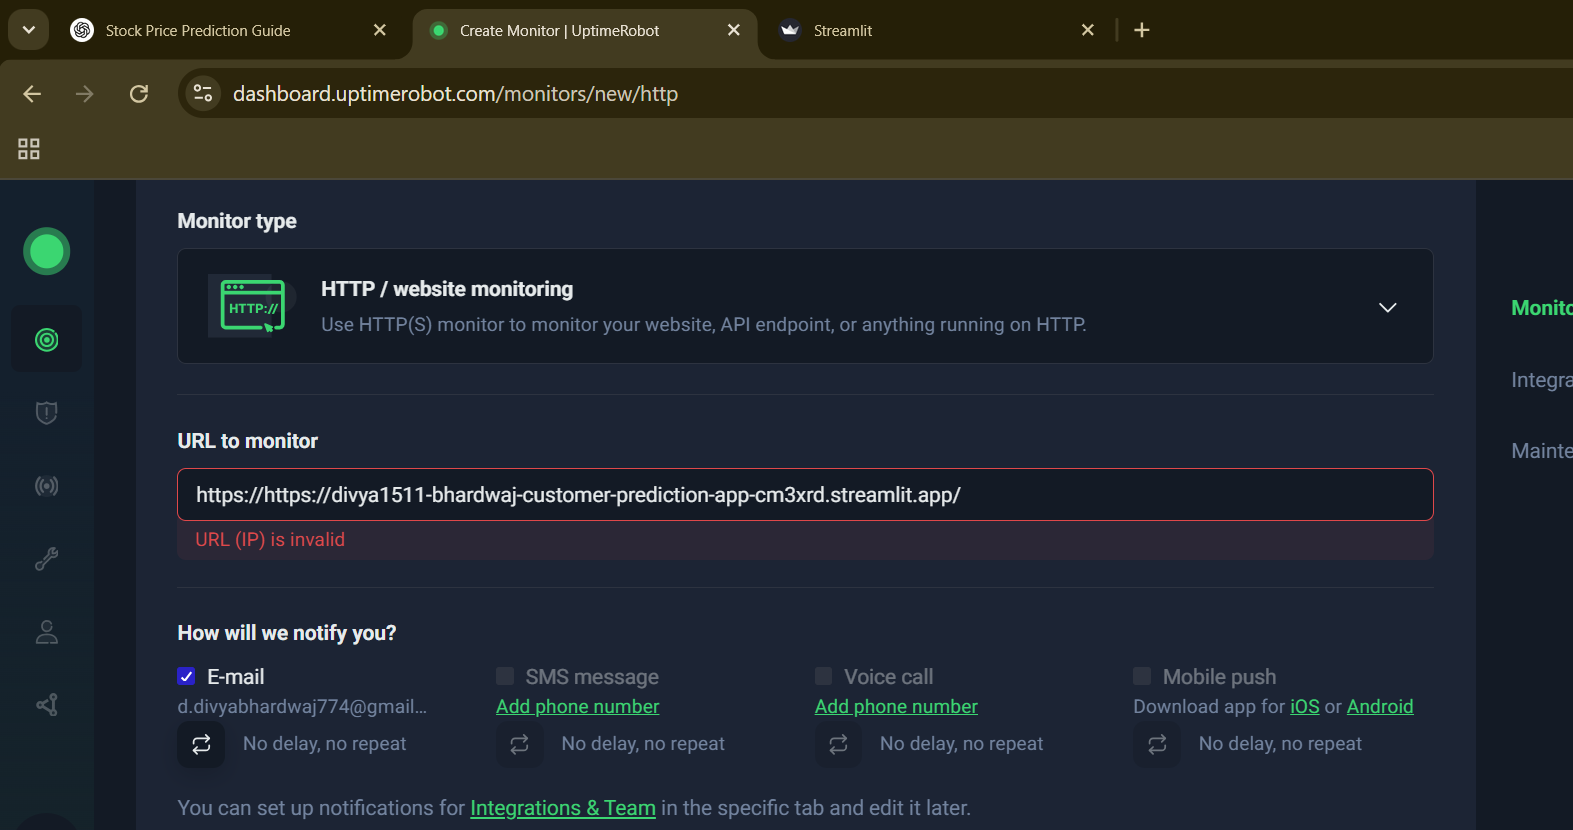 Stock Price Prediction Guide
Create Monitor | UptimeRobot
Streamlit
dashboard.uptimerobot.com/monitors/new/http
Monitor type
HTTP://
HTTP / website monitoring
Use HTTP(S) monitor to monitor your website, API endpoint, or anything running on HTTP.
URL to monitor
https://https://divya1511-bhardwaj-customer-prediction-app-cm3xrd.streamlit.app/
URL (IP) is invalid
How will we notify you?
E-mail
d.divyabhardwaj774@gmail...
No delay, no repeat
SMS message
Add phone number
No delay, no repeat
Voice call
Add phone number
No delay, no repeat
Mobile push
Download app for iOS or Android
No delay, no repeat
You can set up notifications for Integrations & Team in the specific tab and edit it later.
Monito
Integra
Mainte